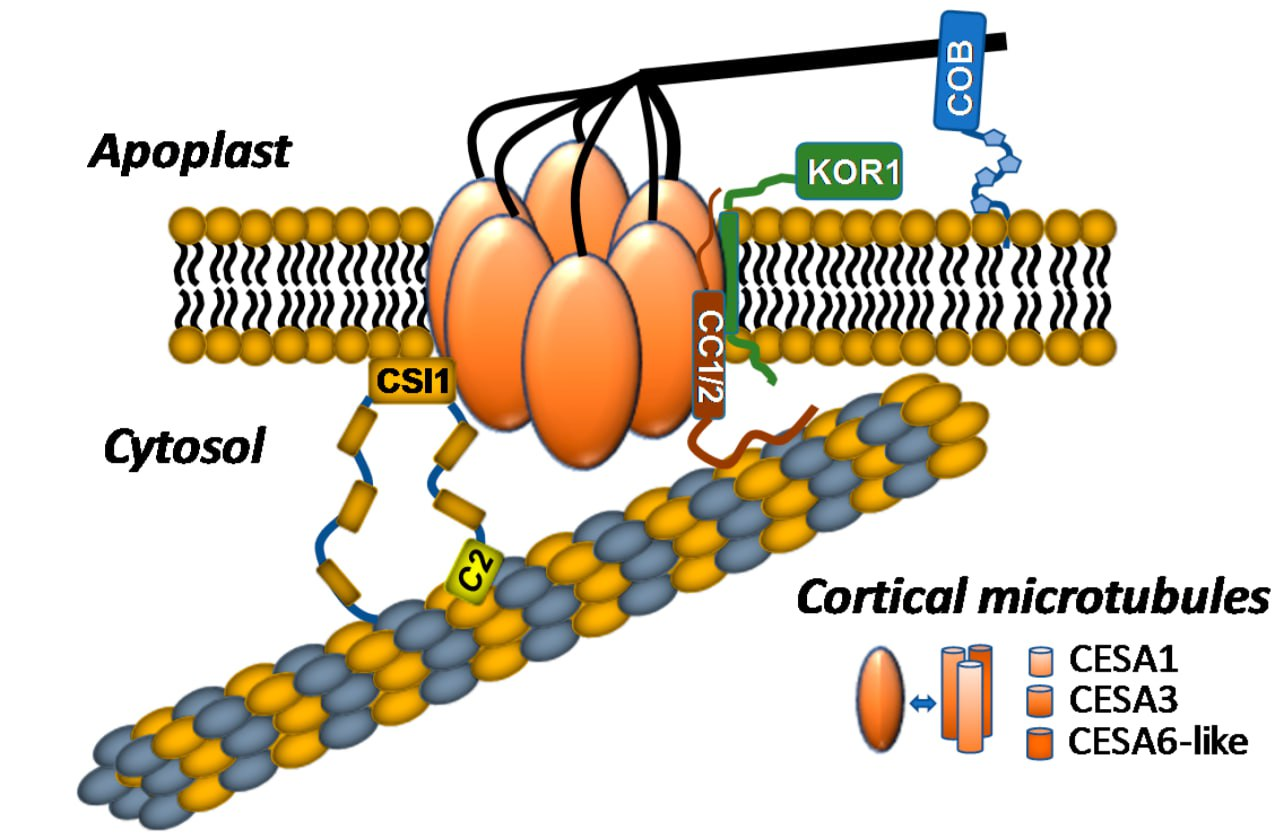 COB
Apoplast
KOR1
CC1/2
CSI1
Cytosol
C2
Cortical microtubules
CESA1
CESA3
CESA6-like